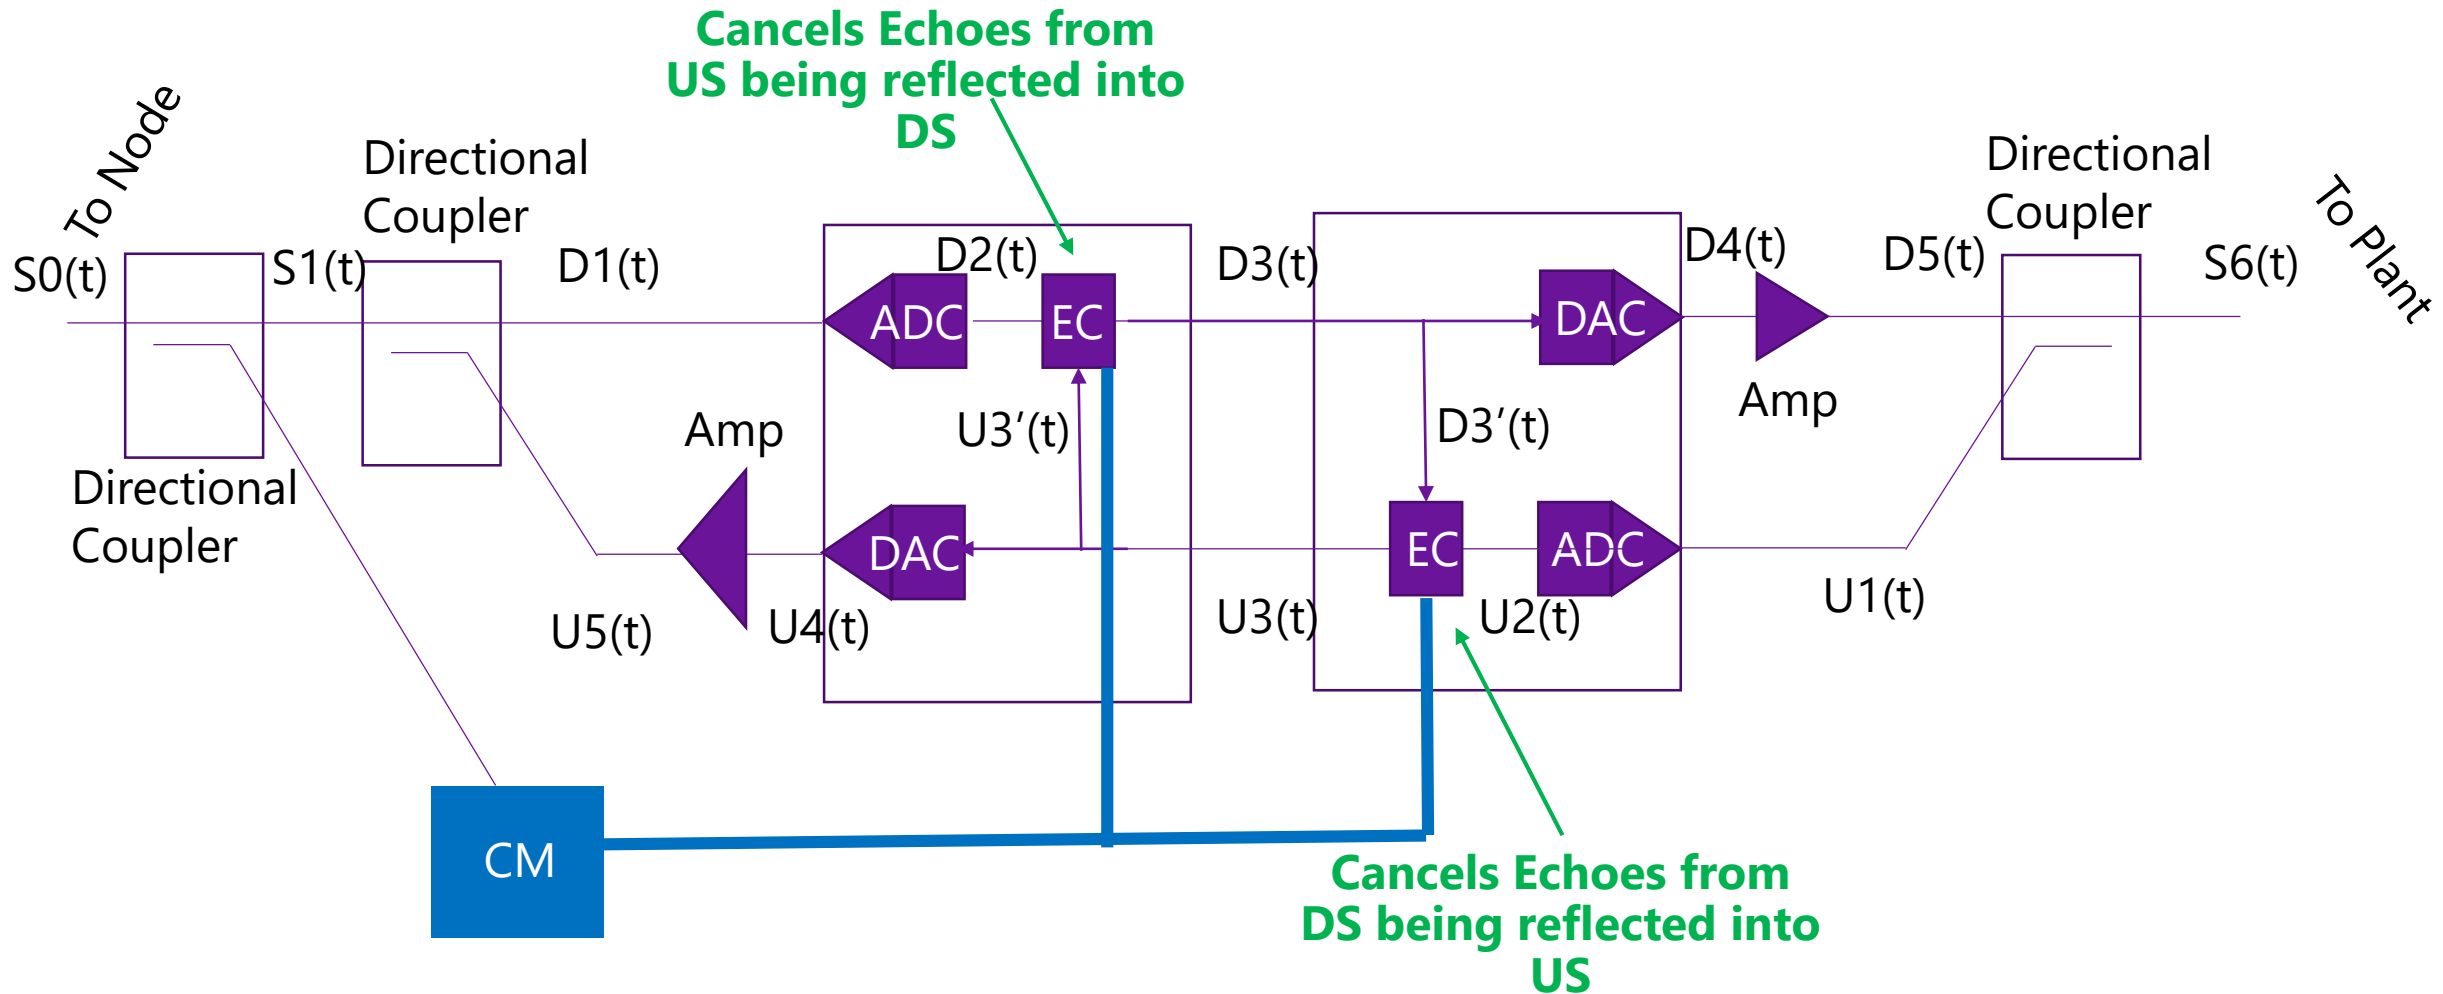 Cancels Echoes from
US being reflected into
DS
To Node
Directional
Coupler
Directional
Coupler
To Plant
S0(t)
S1(t)
D1(t)
D2(t)
D3(t)
D4(t)
D5(t)
S6(t)
ADC
EC
DAC
Amp
Amp
U3’(t)
D3’(t)
Directional
Coupler
DAC
EC
ADC
U5(t)
U4(t)
U3(t)
U2(t)
U1(t)
CM
Cancels Echoes from
DS being reflected into
US